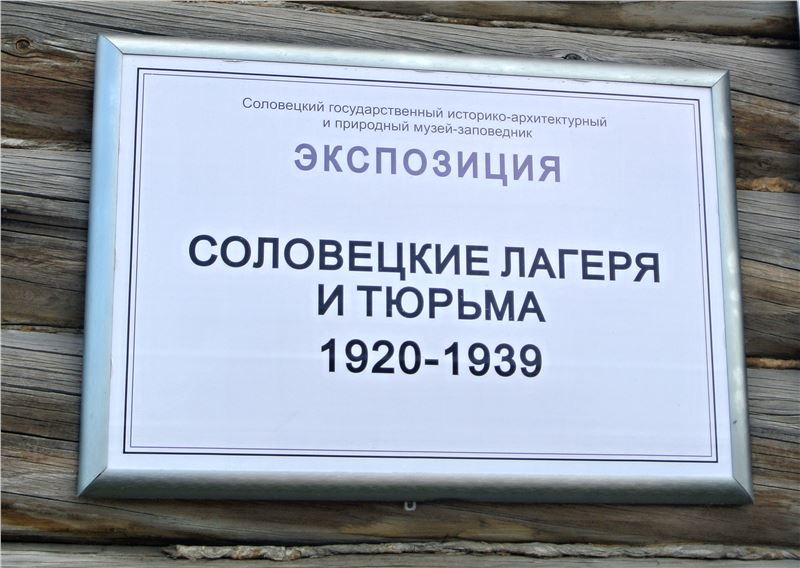 Соловецкий государственный историко-архитектурный
и природный музей-заповедник
ЭКСПОЗИЦИЯ
СОЛОВЕЦКИЕ ЛАГЕРЯ
И ТЮРЬМА
1920-1939